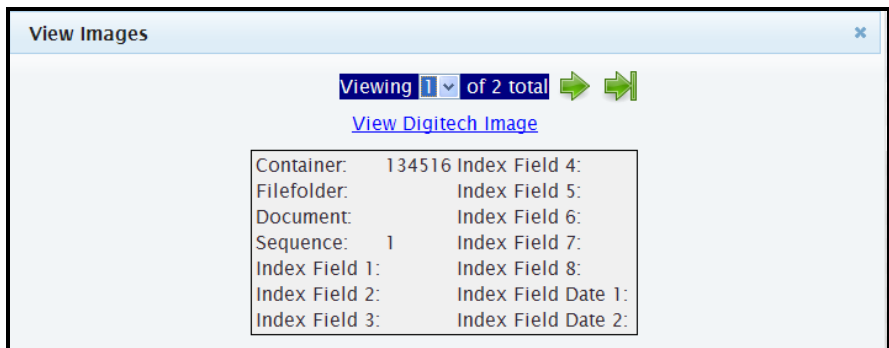 View Images
Viewing 1 of 2 total
View Digitech Image
Container: 134516 Index Field 4:
Filefolder: Index Field 5:
Document: Index Field 6:
Sequence: 1 Index Field 7:
Index Field 1: Index Field 8:
Index Field 2: Index Field Date 1:
Index Field 3: Index Field Date 2: